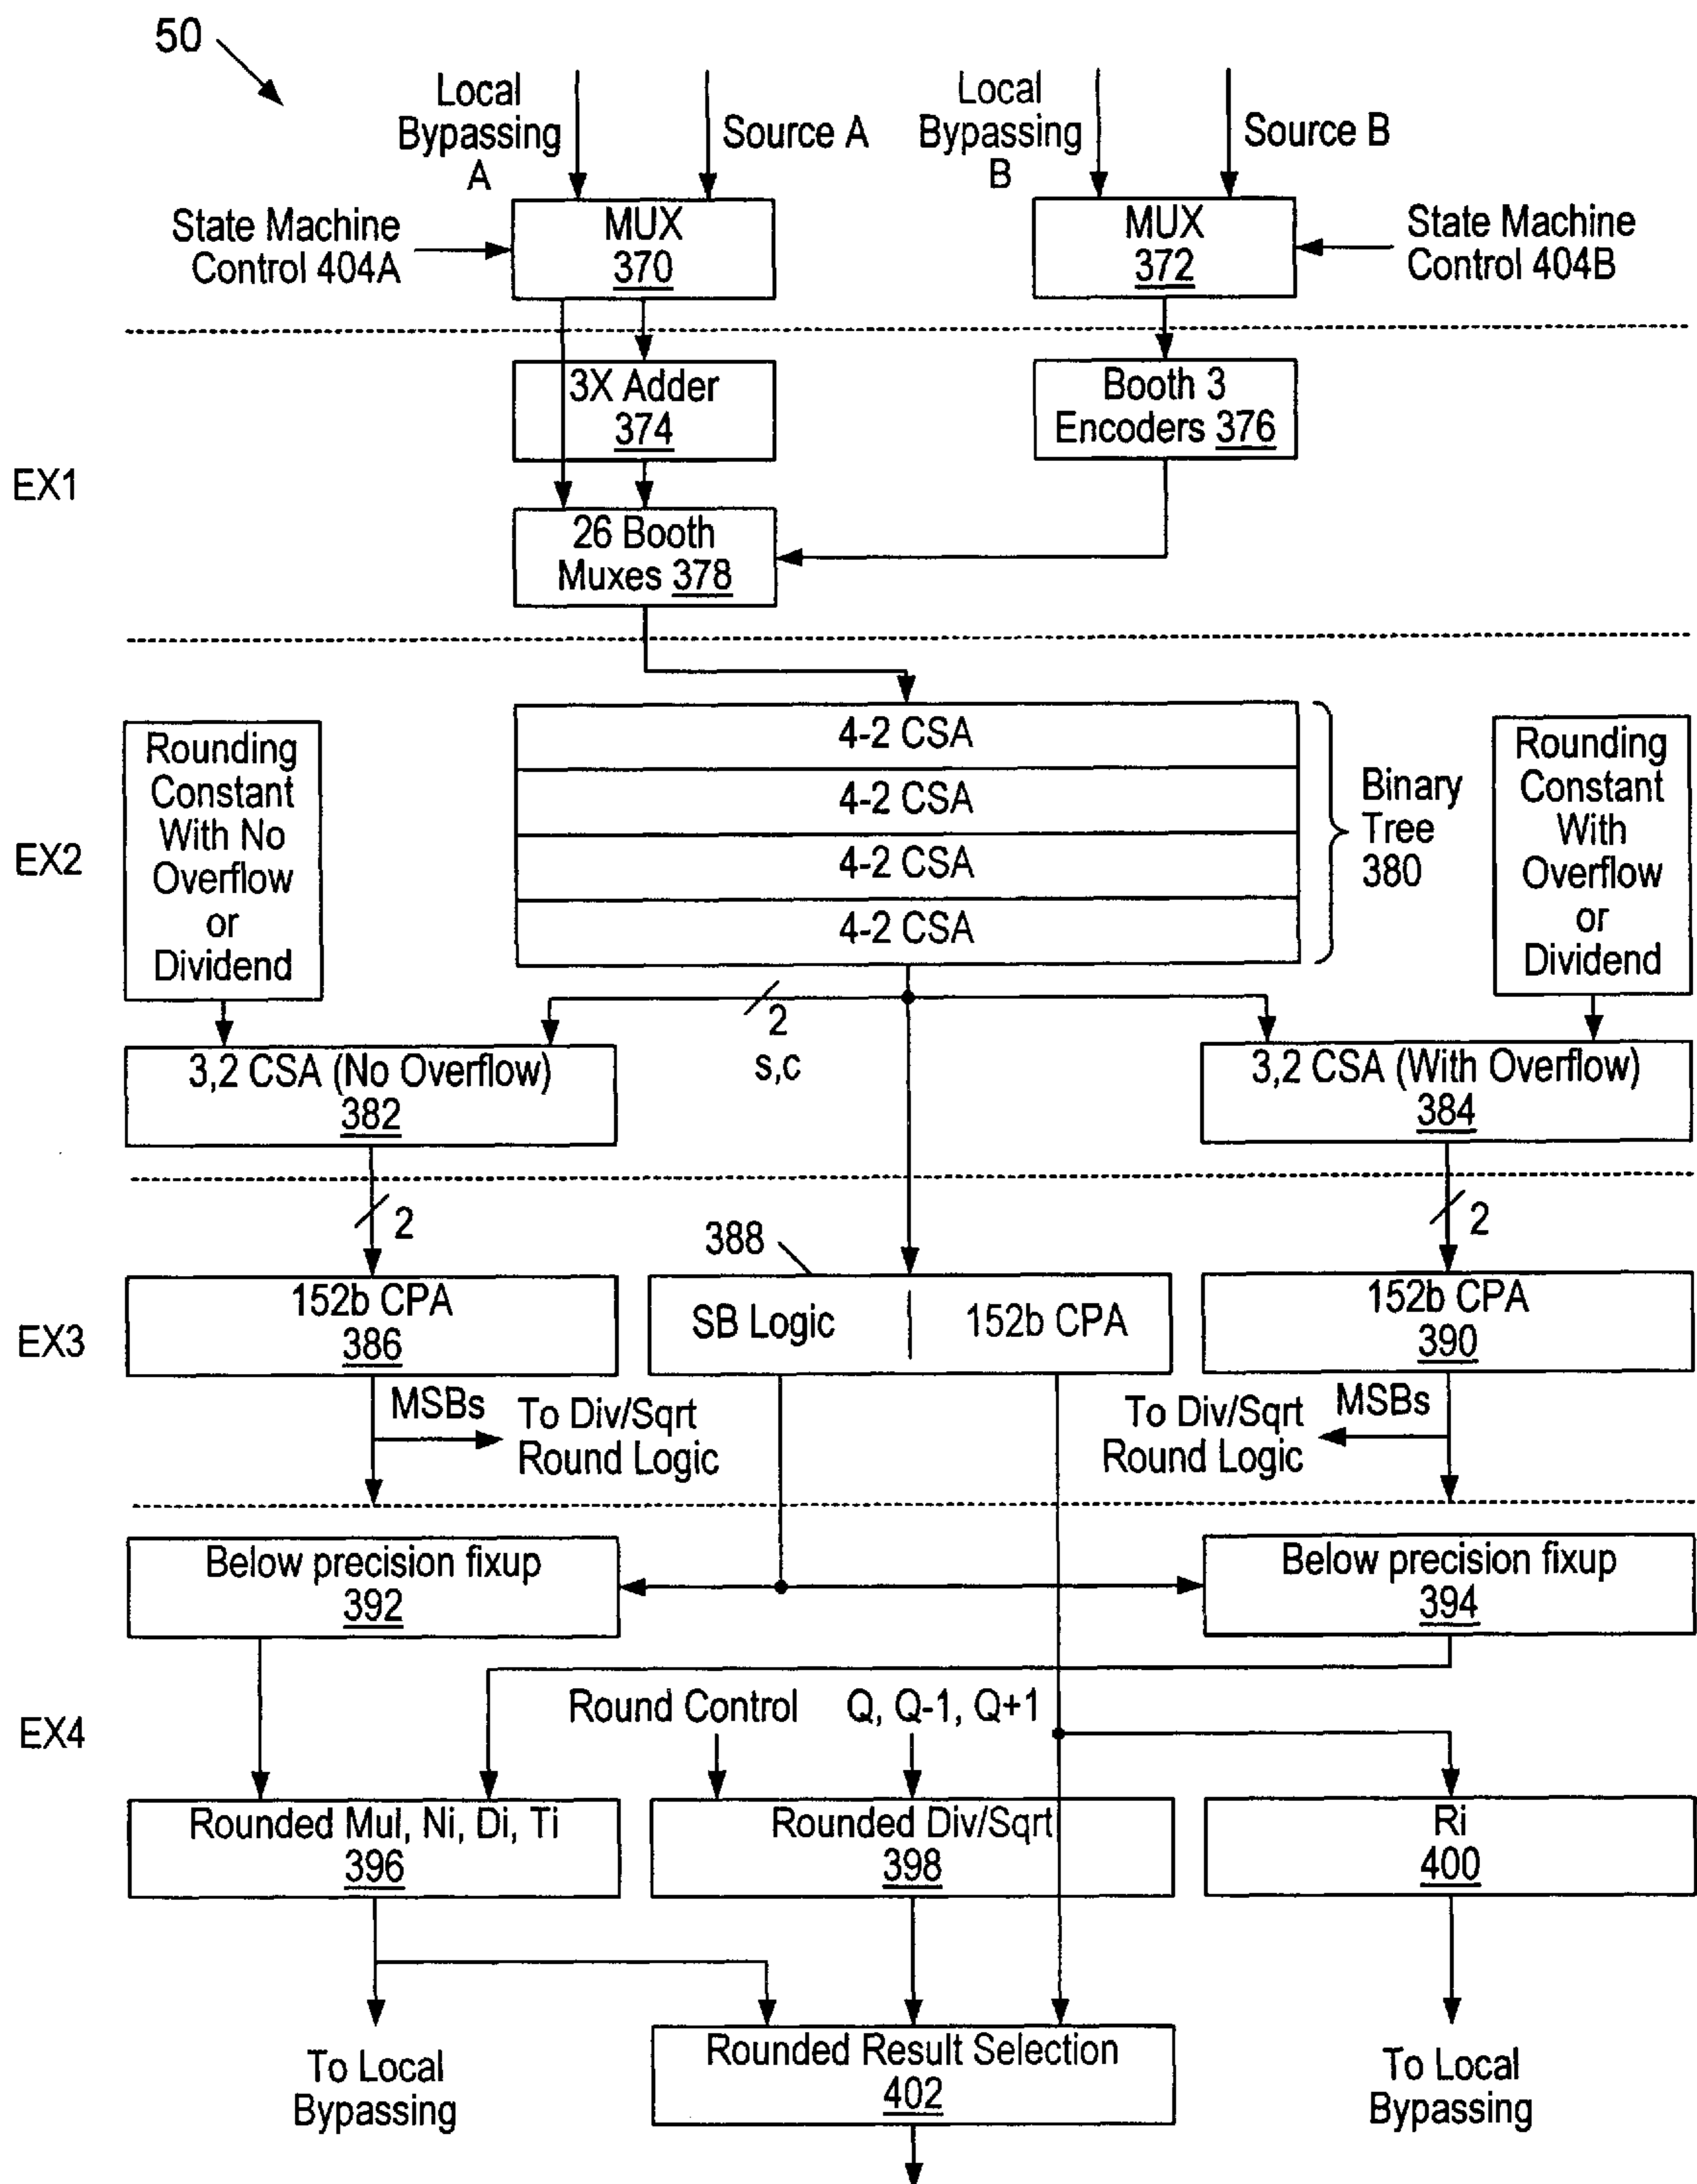 50
Local
Bypassing
A
Source A
Local
Bypassing
B
Source B
State Machine
Control 404A
MUX
370
MUX
372
State Machine
Control 404B
EX1
3X Adder
374
Booth 3
Encoders 376
26 Booth
Muxes 378
EX2
Rounding
Constant
With No
Overflow
or
Dividend
4-2 CSA
4-2 CSA
4-2 CSA
4-2 CSA
Binary
Tree
380
Rounding
Constant
With
Overflow
or
Dividend
2
s,c
3,2 CSA (No Overflow)
382
3,2 CSA (With Overflow)
384
EX3
2
388
2
152b CPA
386
SB Logic
152b CPA
152b CPA
390
MSBs
To Div/Sqrt
Round Logic
To Div/Sqrt
Round Logic
MSBs
EX4
Below precision fixup
392
Below precision fixup
394
Round Control
Q, Q-1, Q+1
Rounded Mul, Ni, Di, Ti
396
Rounded Div/Sqrt
398
Ri
400
To Local
Bypassing
Rounded Result Selection
402
To Local
Bypassing